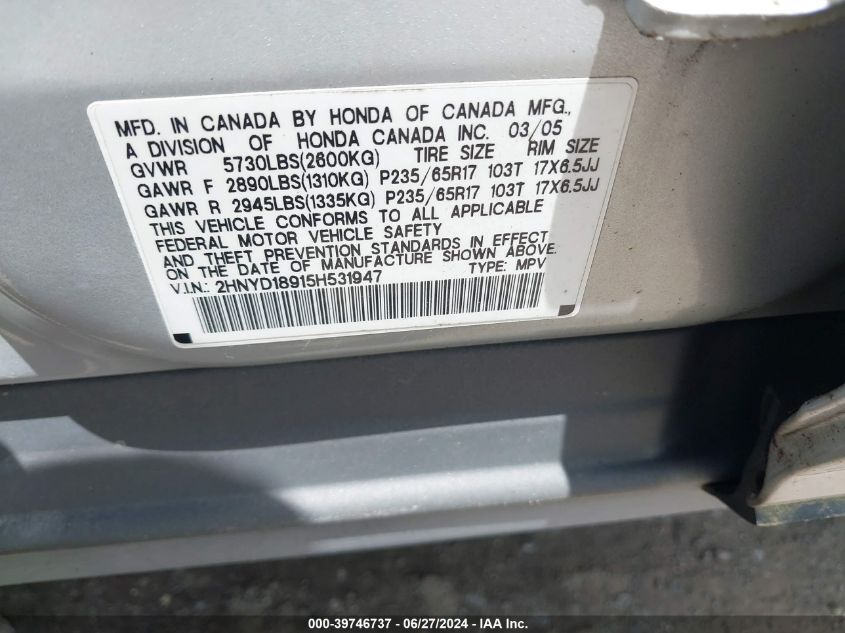 MFD. IN CANADA BY HONDA OF CANADA MFG.,
A DIVISION OF HONDA CANADA INC. 03/05
GVWR 5730LBS(2600KG) TIRE SIZE RIM SIZE
GAWR F 2890LBS(1310KG) P235/65R17 103T 17X6.5JJ
GAWR R 2945LBS(1335KG) P235/65R17 103T 17X6.5JJ
THIS VEHICLE CONFORMS TO ALL APPLICABLE
FEDERAL MOTOR VEHICLE SAFETY
AND THEFT PREVENTION STANDARDS IN EFFECT
ON THE DATE OF MANUFACTURE SHOWN ABOVE.
V.I.N.: 2HNYD18915H531947 TYPE: MPV
000-39746737 - 06/27/2024 - IAA Inc.